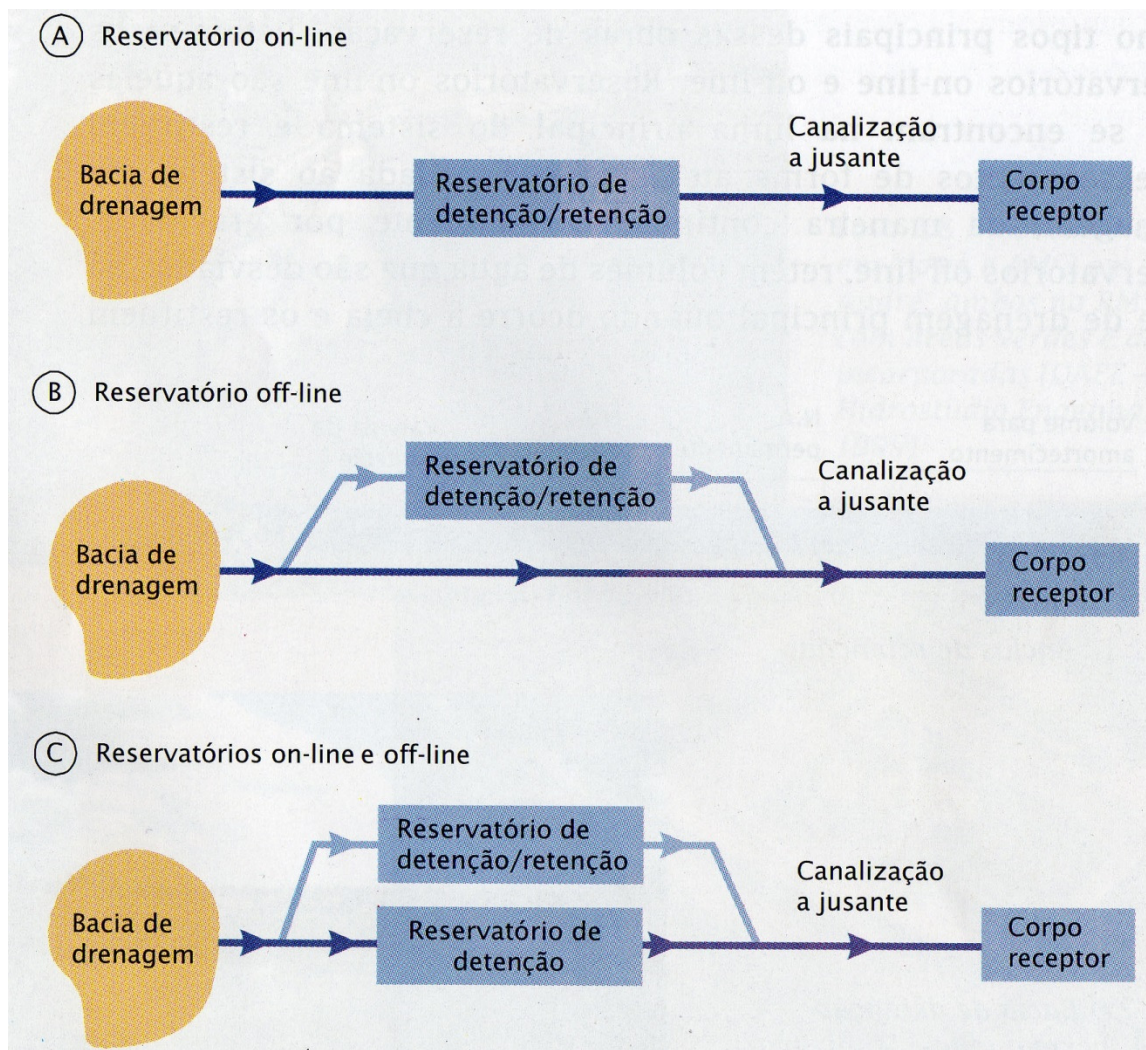 A Reservatório on-line
Bacia de
drenagem
Reservatório de
detenção/retenção
Canalização
a jusante
Corpo
receptor
B Reservatório off-line
Bacia de
drenagem
Reservatório de
detenção/retenção
Canalização
a jusante
Corpo
receptor
C Reservatórios on-line e off-line
Bacia de
drenagem
Reservatório de
detenção/retenção
Reservatório de
detenção
Canalização
a jusante
Corpo
receptor